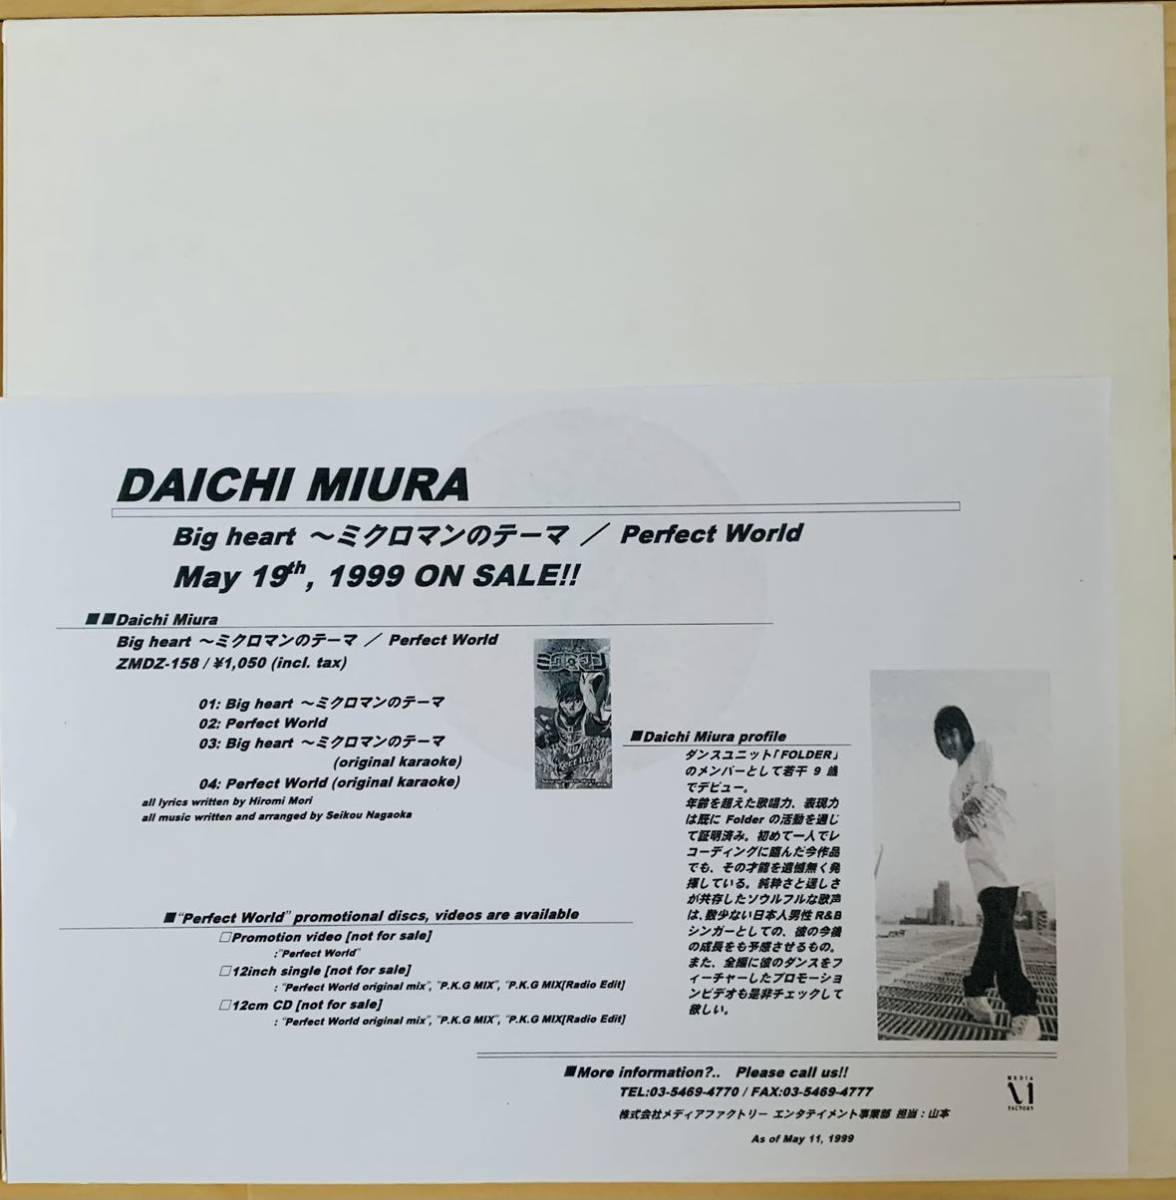 DAICHI MIURA
Big heart ～ミクロマンのテーマ ／ Perfect World
May 19th, 1999 ON SALE!!
■■Daichi Miura
Big heart ～ミクロマンのテーマ ／ Perfect World
ZMDZ-158 / ¥1,050 (incl. tax)
01: Big heart ～ミクロマンのテーマ
02: Perfect World
03: Big heart ～ミクロマンのテーマ
(original karaoke)
04: Perfect World (original karaoke)
all lyrics written by Hiromi Mori
all music written and arranged by Seikou Nagaoka
ミクロマン
Perfect World
■Daichi Miura profile
ダンスユニット「FOLDER」
のメンバーとして若干 9 歳
でデビュー。
年齢を超えた歌唱力、表現力
は既に Folder の活動を通じ
て証明済み。初めて一人でレ
コーディングに臨んだ今作品
でも、その才能を遺憾無く発
揮している。純粋さと逞しさ
が共存したソウルフルな歌声
は、数少ない日本人男性 R&B
シンガーとしての、彼の今後
の成長をも予感させるもの。
また、全編に彼のダンスをフ
ィーチャーしたプロモーショ
ンビデオも是非チェックして
欲しい。
■"Perfect World" promotional discs, videos are available
□Promotion video [not for sale]
:"Perfect World"
□12inch single [not for sale]
: "Perfect World original mix", "P.K.G MIX", "P.K.G MIX[Radio Edit]
□12cm CD [not for sale]
: "Perfect World original mix", "P.K.G MIX", "P.K.G MIX[Radio Edit]
■More information?.. Please call us!!
TEL:03-5469-4770 / FAX:03-5469-4777
株式会社メディアファクトリー エンタテイメント事業部 担当：山本
As of May 11, 1999
MEDIA
FACTORY